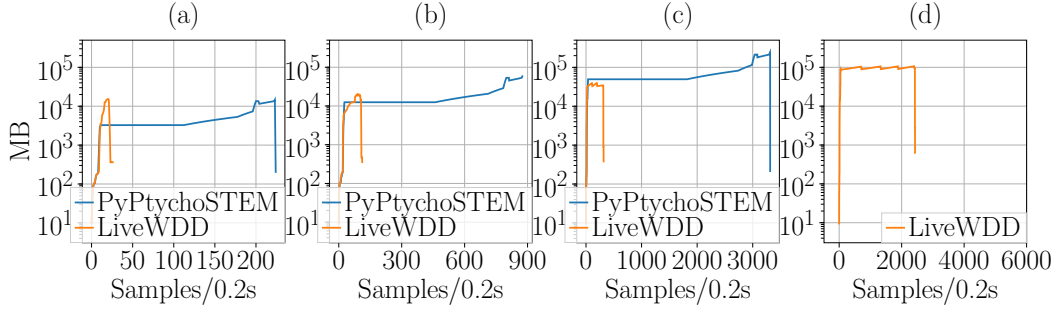 (a) (b) (c) (d)
MB
10^5 10^4 10^3 10^2 10^1
PyPtychoSTEM
LiveWDD
0 50 100 150 200
Samples/0.2s
10^5 10^4 10^3 10^2 10^1
PyPtychoSTEM
LiveWDD
0 300 600 900
Samples/0.2s
10^5 10^4 10^3 10^2 10^1
PyPtychoSTEM
LiveWDD
0 1000 2000 3000
Samples/0.2s
10^5 10^4 10^3 10^2 10^1
LiveWDD
0 2000 4000 6000
Samples/0.2s